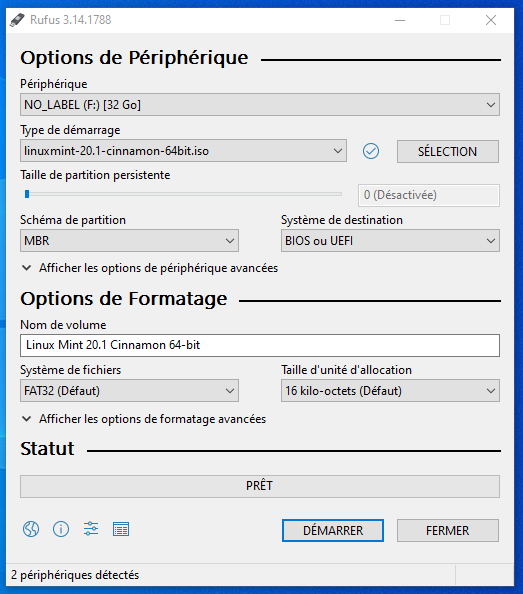 Rufus 3.14.1788
Options de Périphérique
Périphérique
NO_LABEL (F:) [32 Go]
Type de démarrage
linuxmint-20.1-cinnamon-64bit.iso
SÉLECTION
Taille de partition persistente
0 (Désactivée)
Schéma de partition
Système de destination
MBR
BIOS ou UEFI
Afficher les options de périphérique avancées
Options de Formatage
Nom de volume
Linux Mint 20.1 Cinnamon 64-bit
Système de fichiers
Taille d'unité d'allocation
FAT32 (Défaut)
16 kilo-octets (Défaut)
Afficher les options de formatage avancées
Statut
PRÊT
DÉMARRER
FERMER
2 périphériques détectés